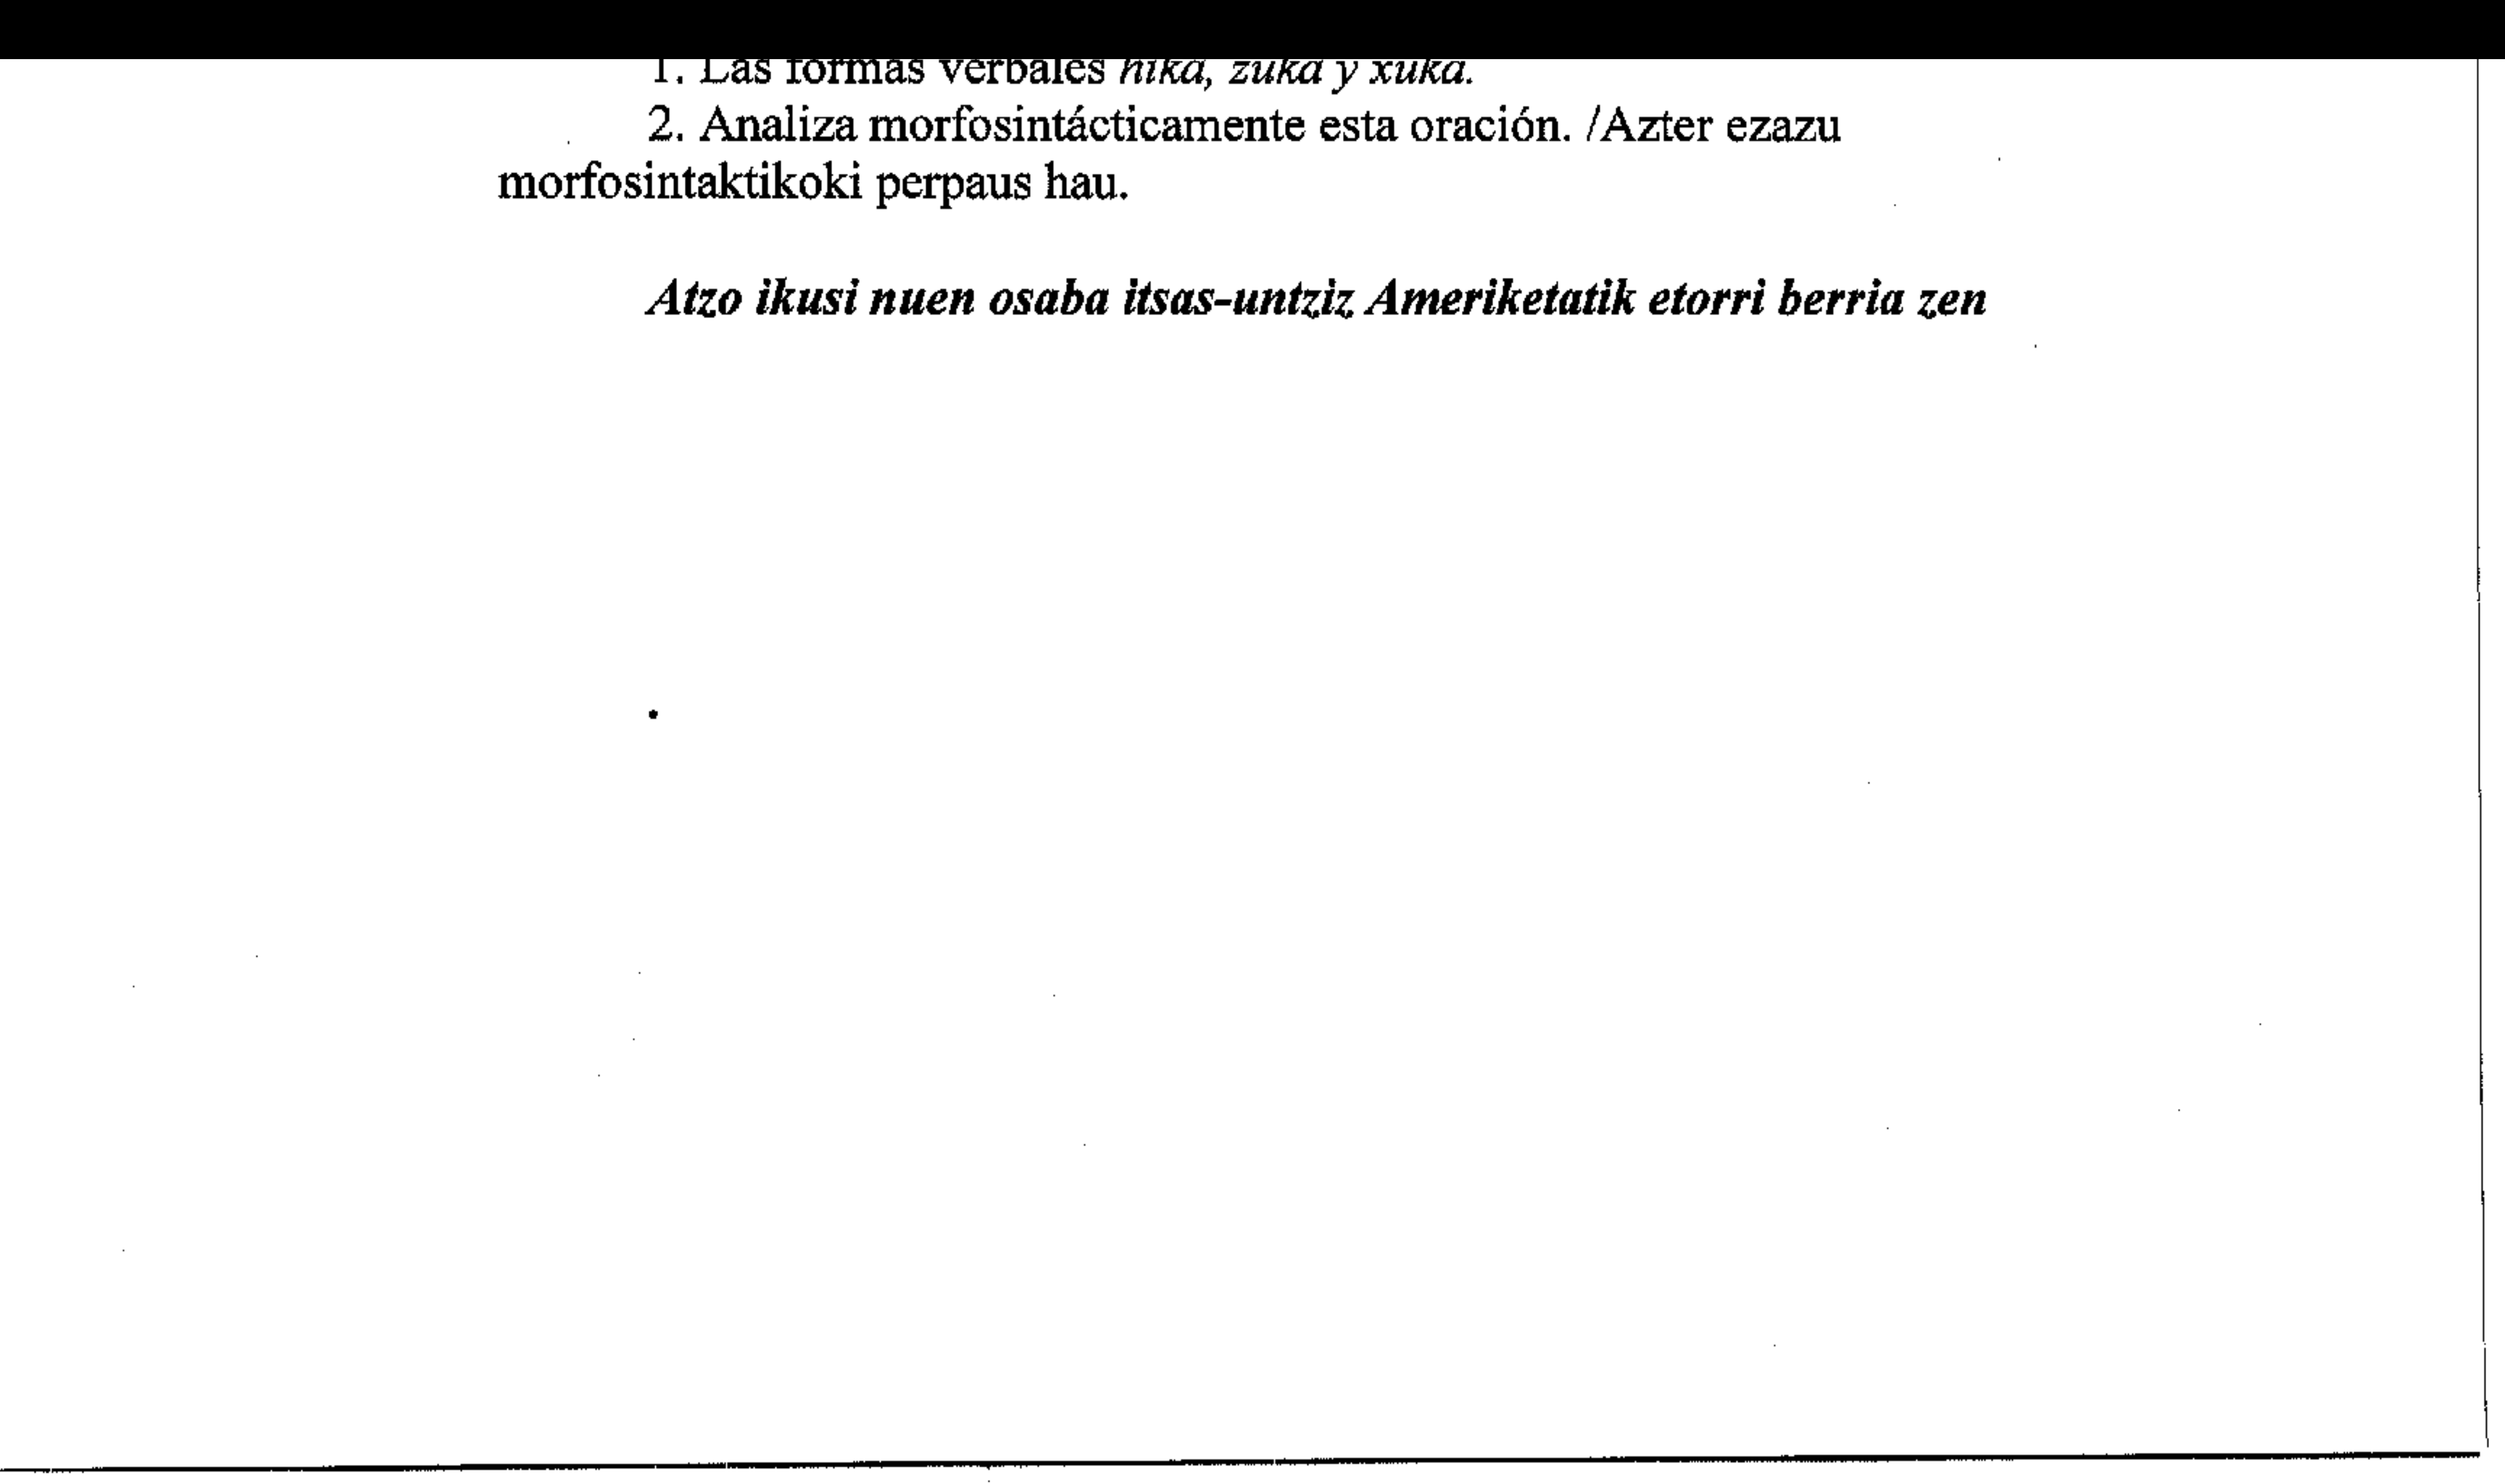 1. Las formas verbales hika, zuka y xuka.
2. Analiza morfosintácticamente esta oración. /Azter ezazu
morfosintaktikoki perpaus hau.
Atzo ikusi nuen osaba itsas-untziz Ameriketatik etorri berria zen